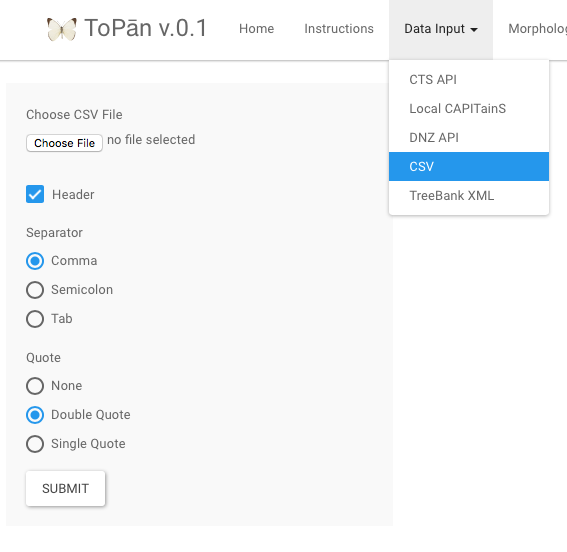 ToPān v.0.1 Home Instructions Data Input
CTS API
Local CAPITainS
DNZ API
CSV
TreeBank XML
Choose CSV File
Choose File no file selected
Header
Separator
Comma
Semicolon
Tab
Quote
None
Double Quote
Single Quote
SUBMIT